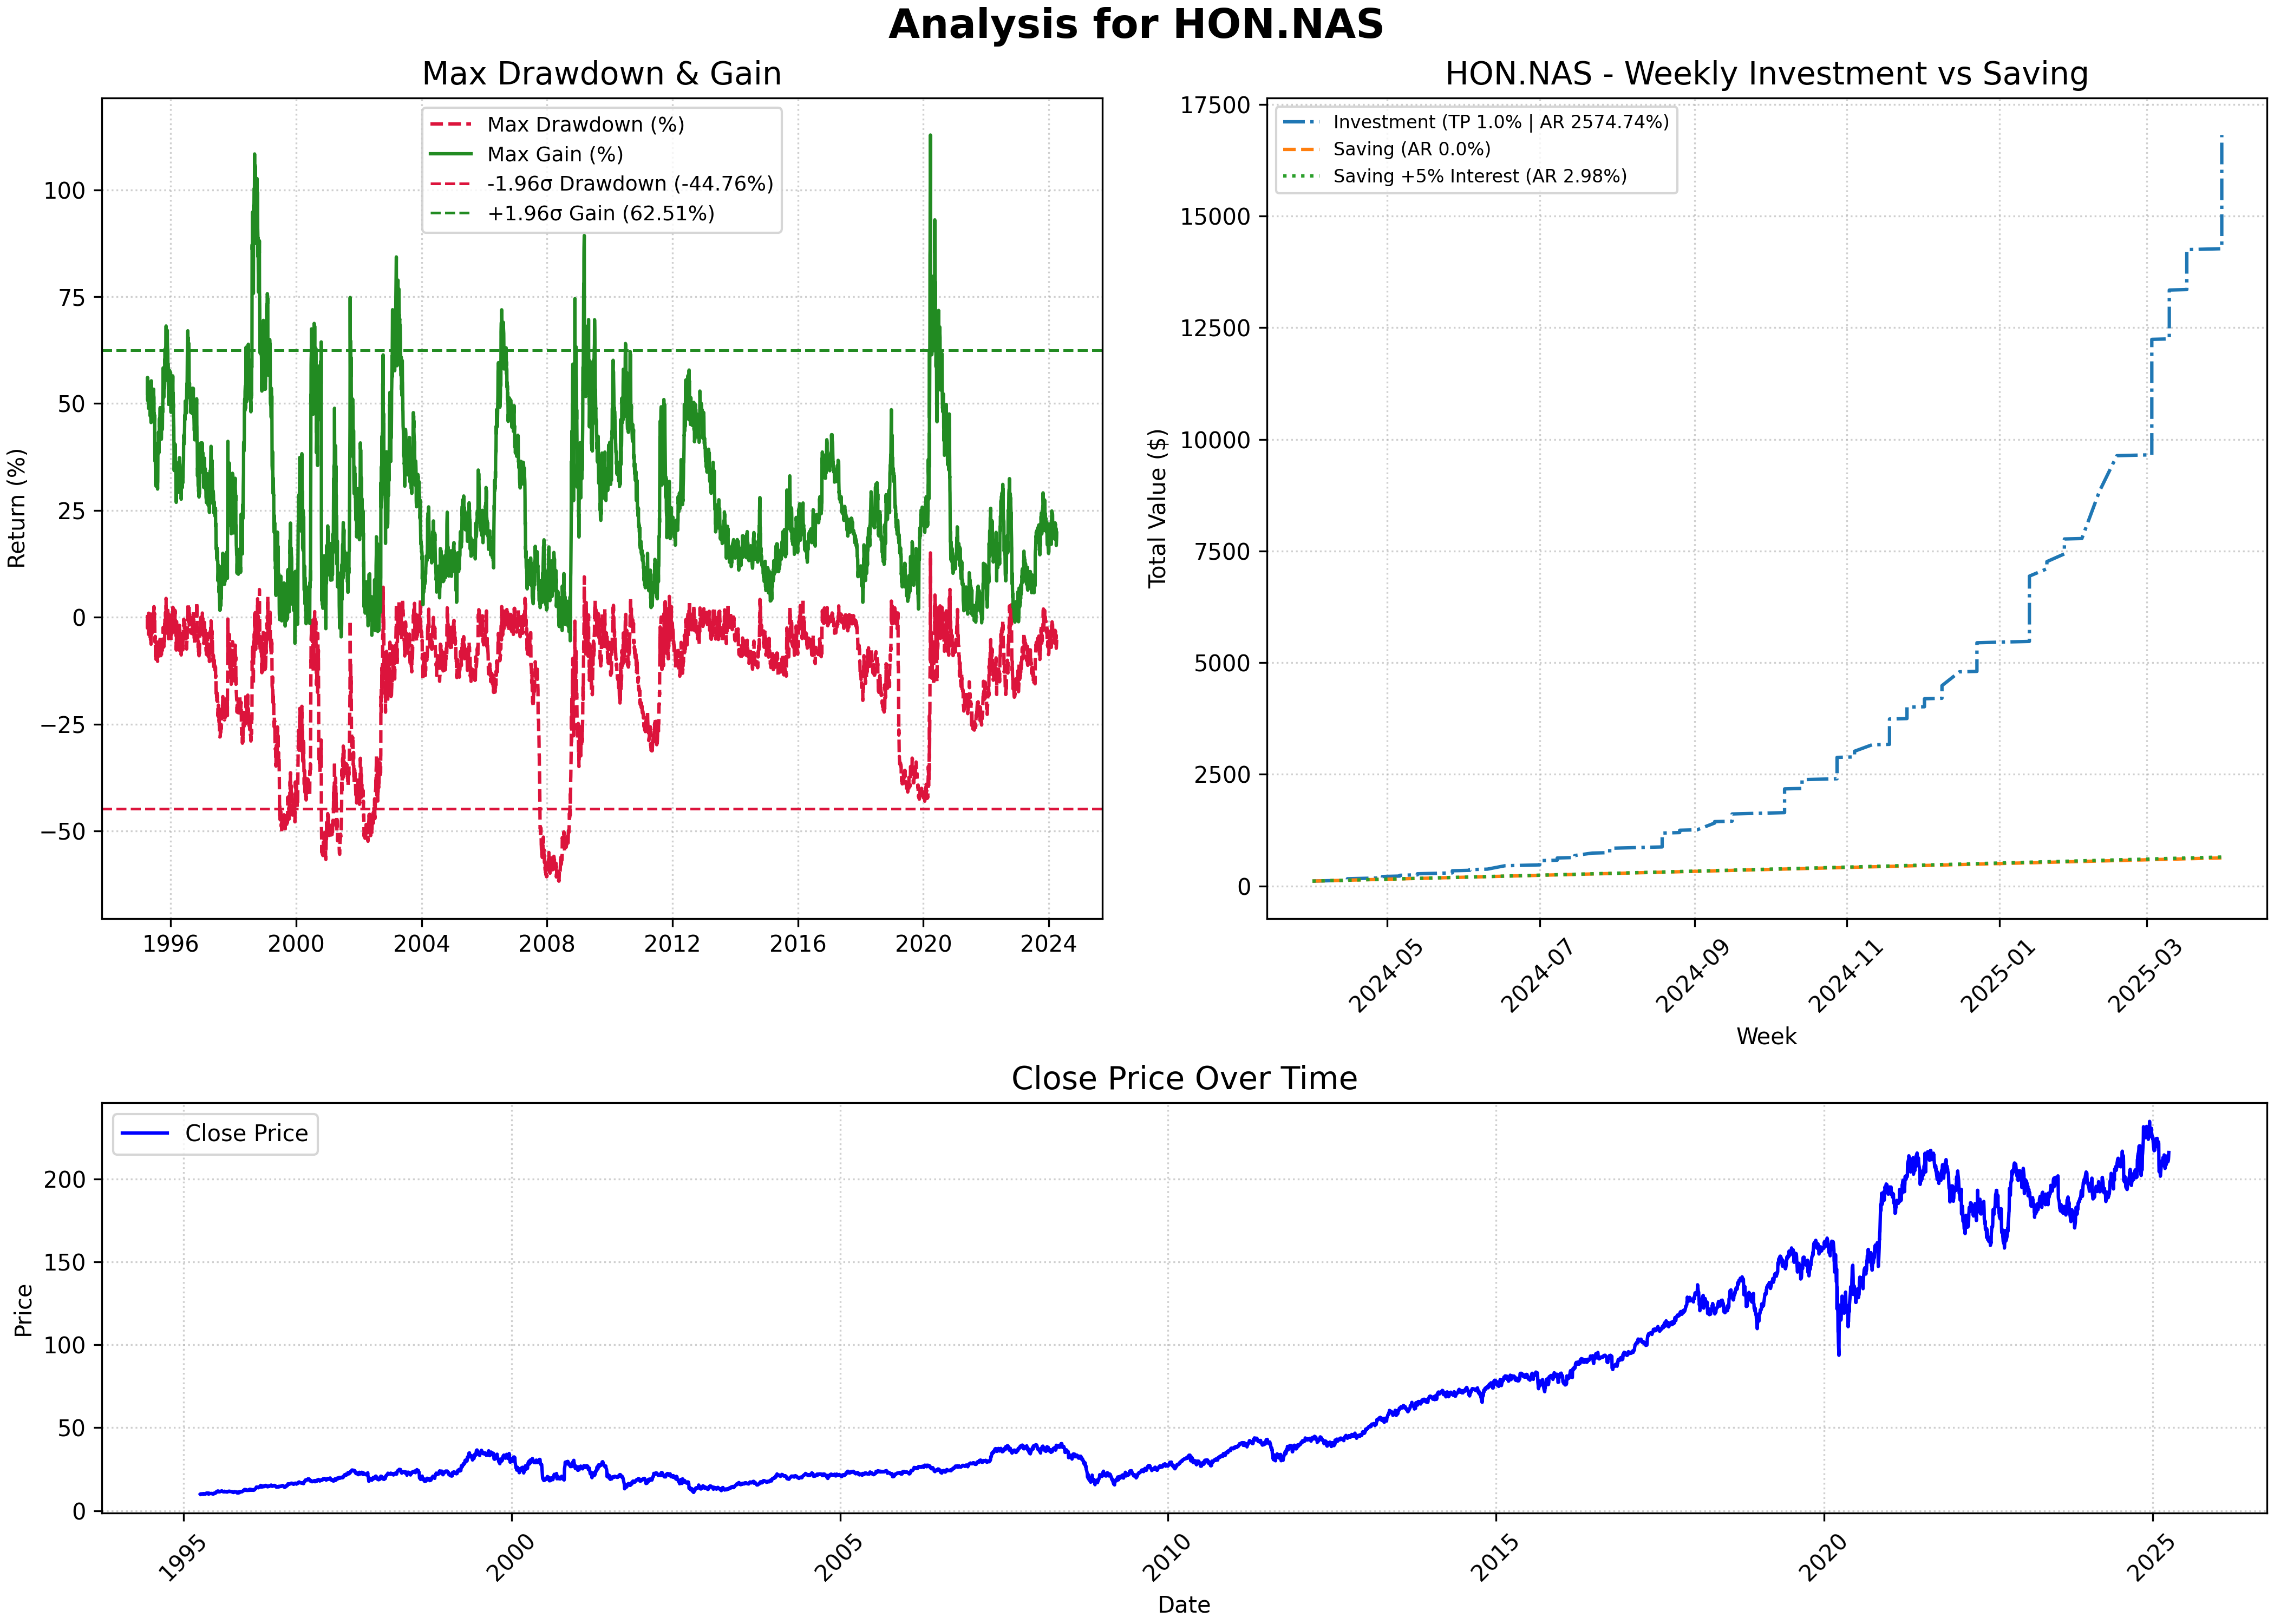 Analysis for HON.NAS
Max Drawdown & Gain
Max Drawdown (%)
Max Gain (%)
-1.96σ Drawdown (-44.76%)
+1.96σ Gain (62.51%)
Return (%)
100
75
50
25
0
−25
−50
1996 2000 2004 2008 2012 2016 2020 2024
HON.NAS - Weekly Investment vs Saving
Investment (TP 1.0% | AR 2574.74%)
Saving (AR 0.0%)
Saving +5% Interest (AR 2.98%)
Total Value ($)
17500
15000
12500
10000
7500
5000
2500
0
2024-05 2024-07 2024-09 2024-11 2025-01 2025-03
Week
Close Price Over Time
Close Price
Price
200
150
100
50
0
1995 2000 2005 2010 2015 2020 2025
Date